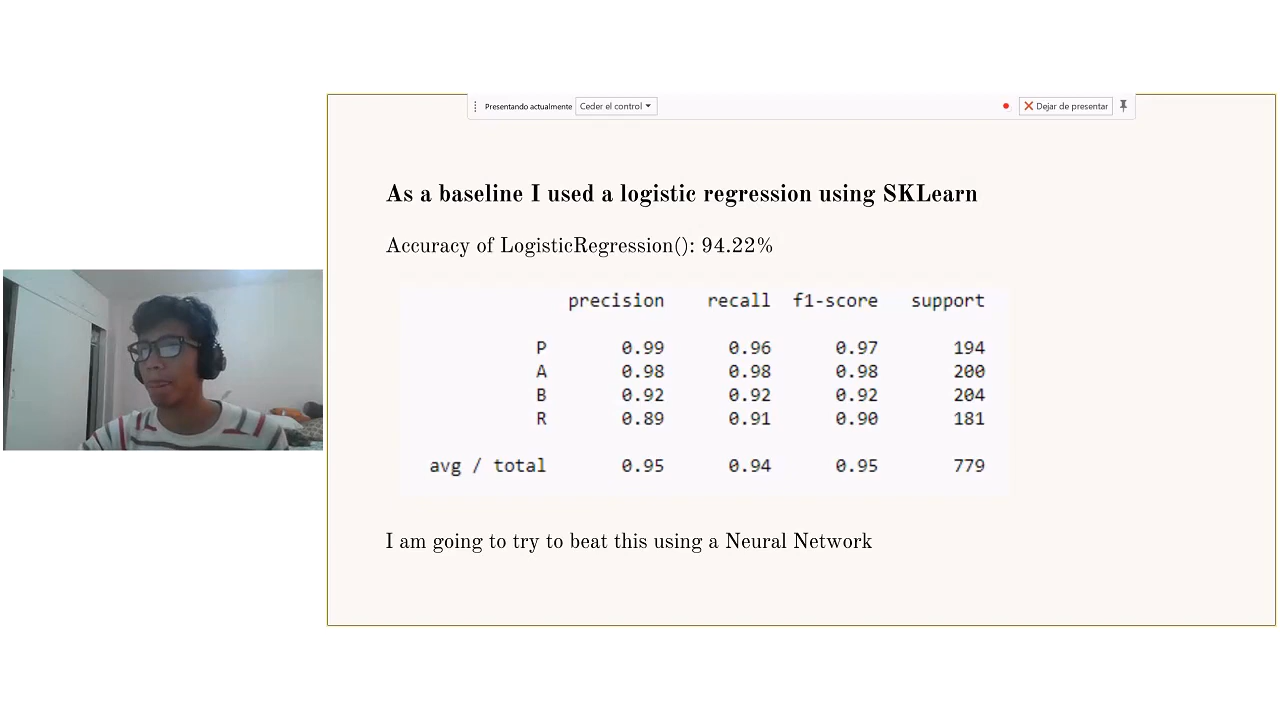 Presentando actualmente Ceder el control Dejar de presentar
As a baseline I used a logistic regression using SKLearn
Accuracy of LogisticRegression(): 94.22%
precision recall f1-score support
P 0.99 0.96 0.97 194
A 0.98 0.98 0.98 200
B 0.92 0.92 0.92 204
R 0.89 0.91 0.90 181
avg / total 0.95 0.94 0.95 779
I am going to try to beat this using a Neural Network